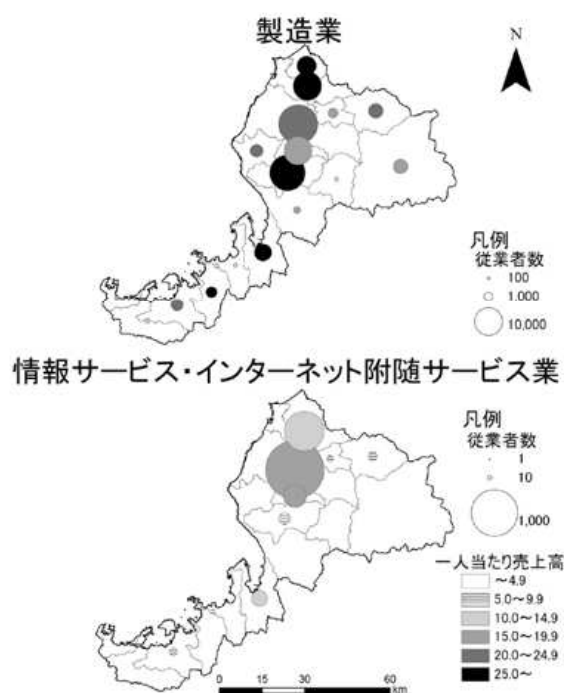 製造業
N
凡例
従業者数
100
1.000
10,000
情報サービス・インターネット附随サービス業
凡例
従業者数
1
10
1,000
一人当たり売上高
～4.9
5.0～9.9
10.0～14.9
15.0～19.9
20.0～24.9
25.0～
0 15 30 60
km